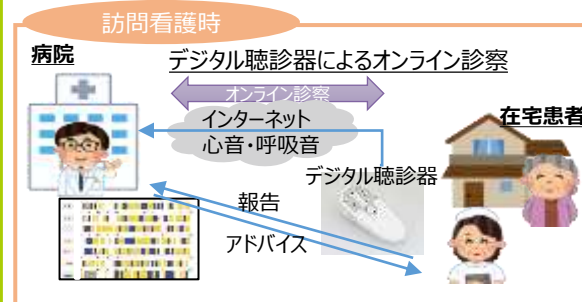 訪問看護時
病院
デジタル聴診器によるオンライン診察
オンライン診察
インターネット
心音・呼吸音
在宅患者
デジタル聴診器
報告
アドバイス